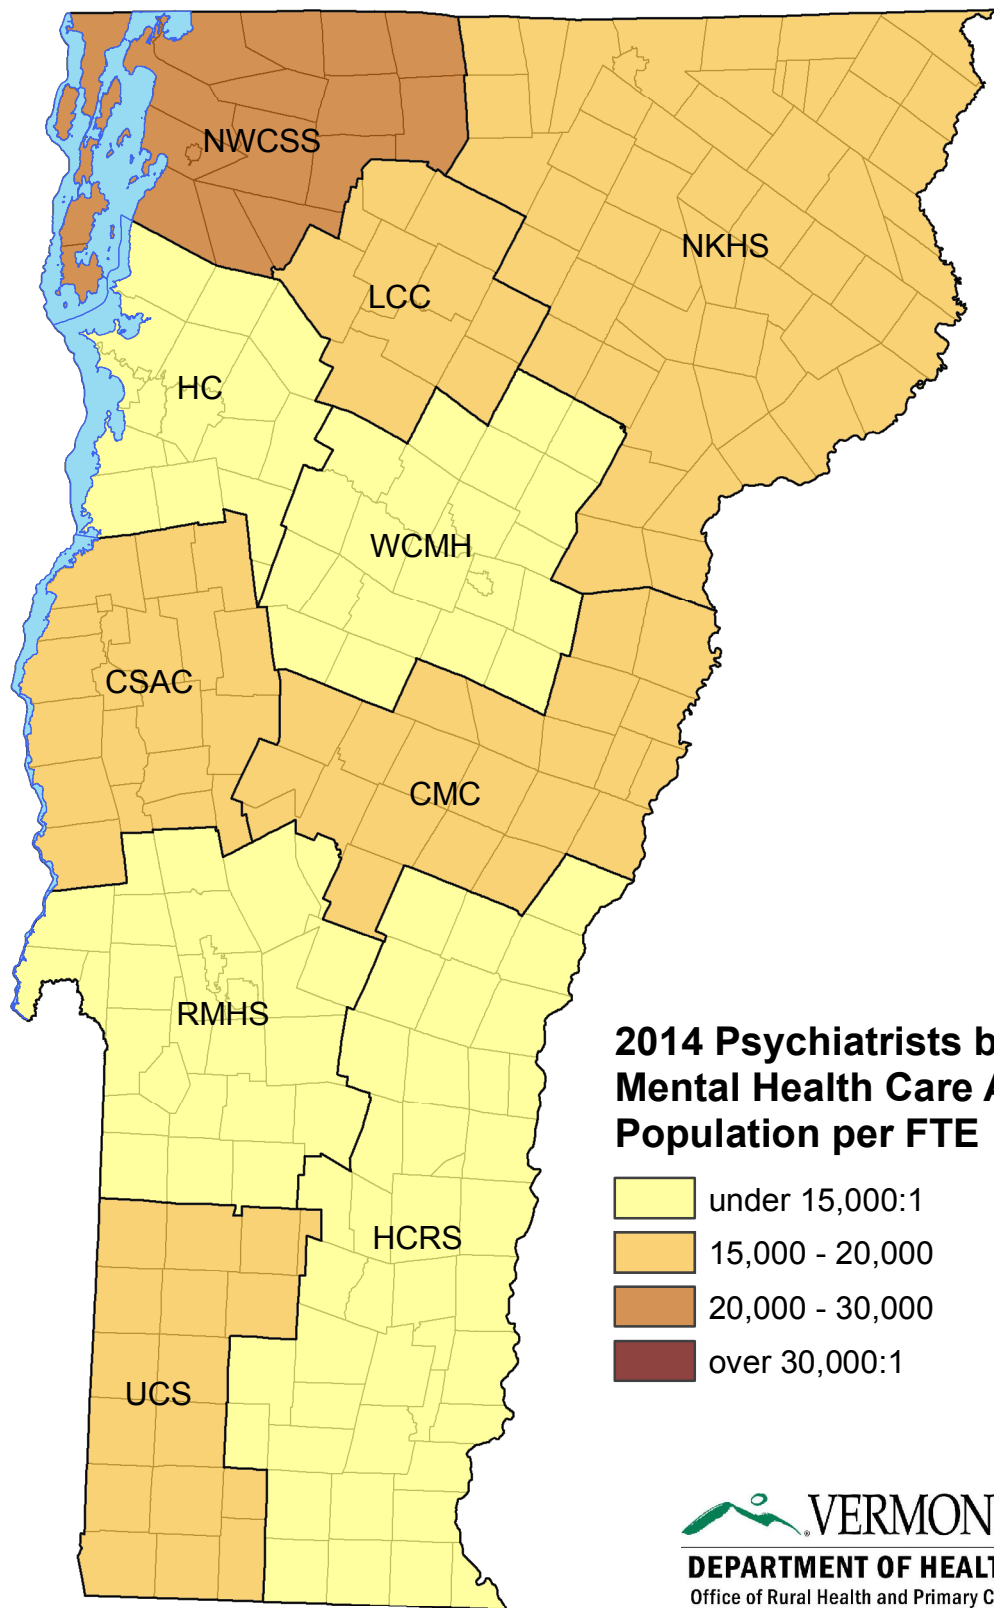 NWCSS
NKHS
LCC
HC
WCMH
CSAC
CMC
RMHS
HCRS
UCS
2014 Psychiatrists b
Mental Health Care A
Population per FTE
under 15,000:1
15,000 - 20,000
20,000 - 30,000
over 30,000:1
VERMON
DEPARTMENT OF HEALT
Office of Rural Health and Primary C